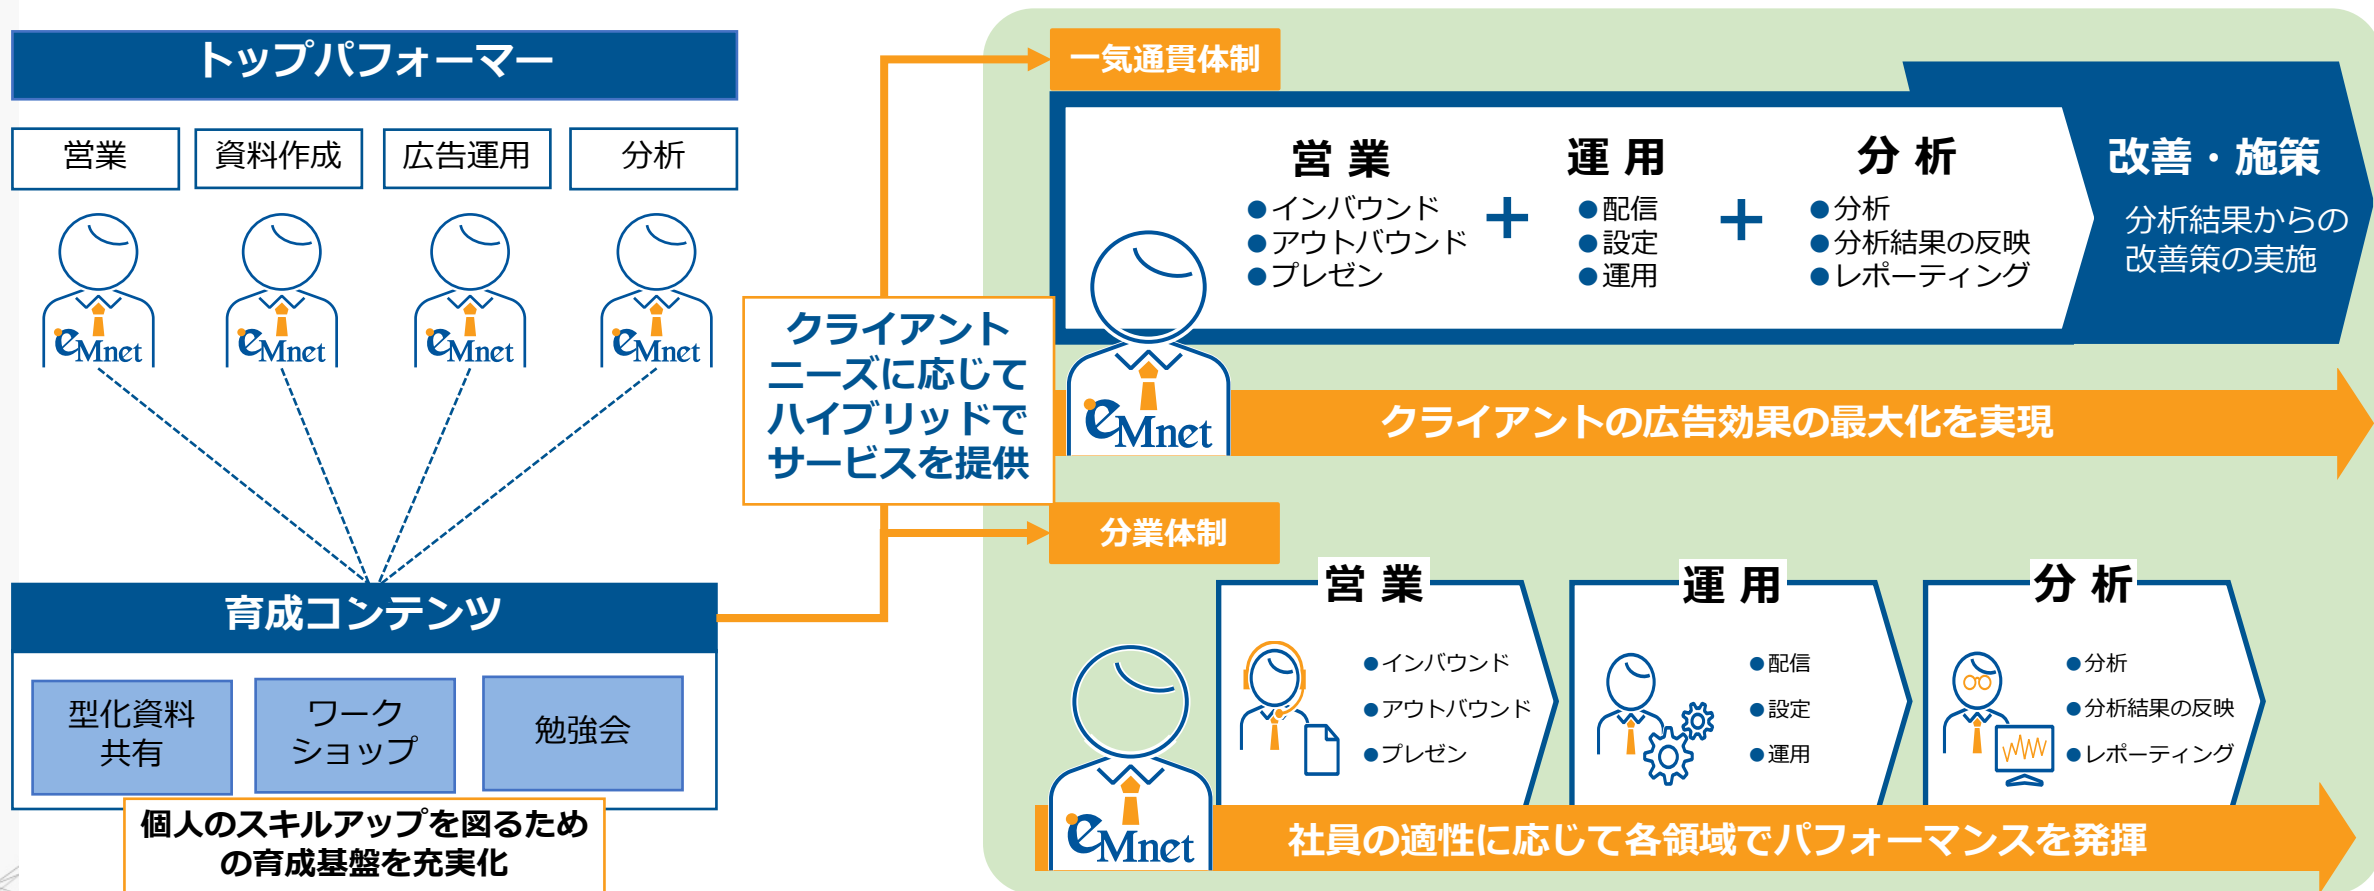 トップパフォーマー
営業
資料作成
広告運用
分析
eMnet
eMnet
eMnet
eMnet
育成コンテンツ
型化資料
共有
ワーク
ショップ
勉強会
個人のスキルアップを図るため
の育成基盤を充実化
クライアント
ニーズに応じて
ハイブリッドで
サービスを提供
一気通貫体制
営業
●インバウンド
●アウトバウンド
●プレゼン
+
運用
●配信
●設定
●運用
+
分析
●分析
●分析結果の反映
●レポーティング
改善・施策
分析結果からの
改善策の実施
eMnet
クライアントの広告効果の最大化を実現
分業体制
営業
●インバウンド
●アウトバウンド
●プレゼン
運用
●配信
●設定
●運用
分析
●分析
●分析結果の反映
●レポーティング
eMnet
社員の適性に応じて各領域でパフォーマンスを発揮